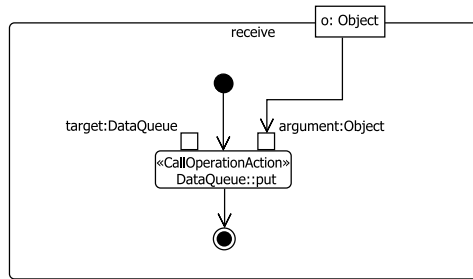 o: Object
receive
target:DataQueue
argument:Object
«CallOperationAction»
DataQueue::put